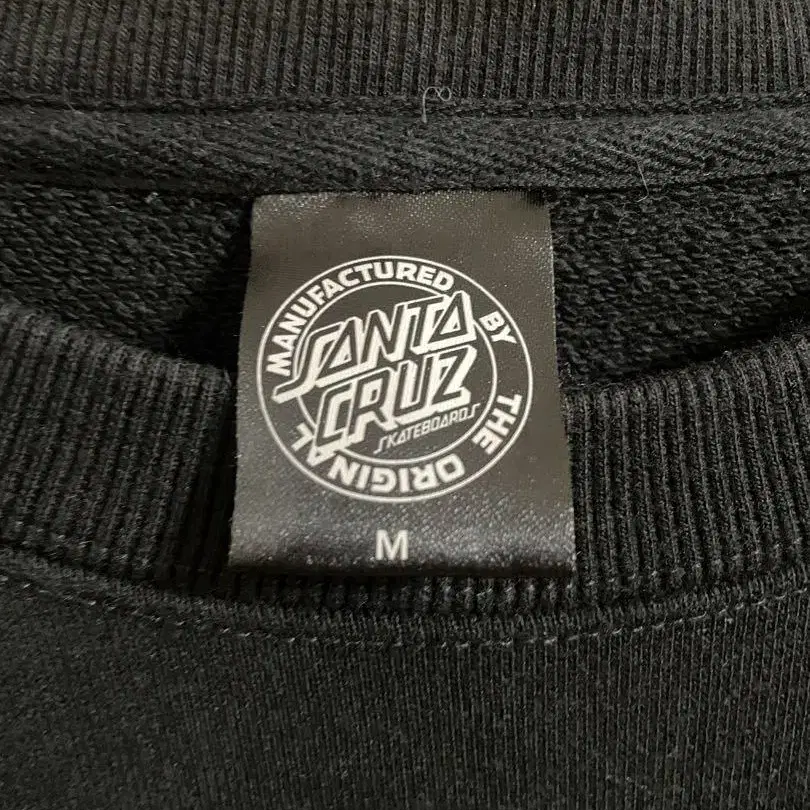 MANUFACTURED BY THE ORIGINAL
SANTA
CRUZ
SKATEBOARDS
M